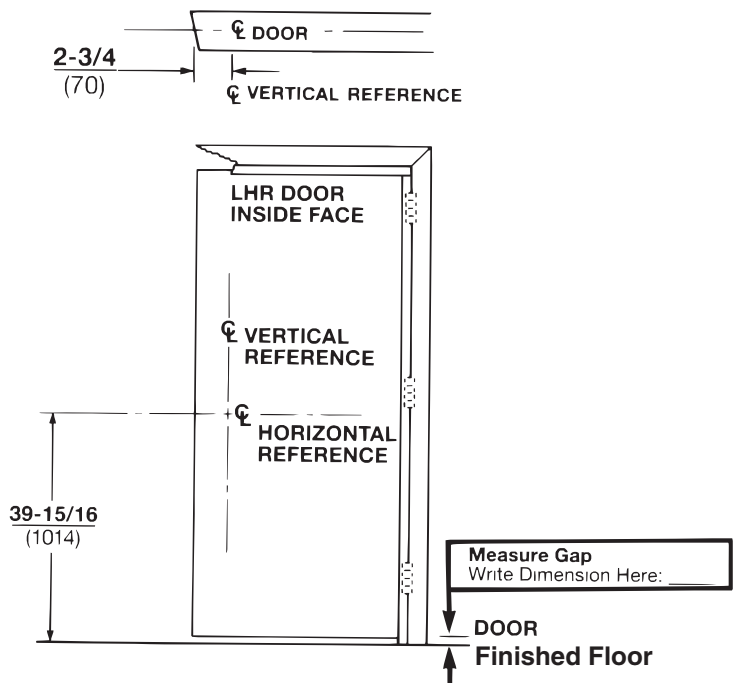 ℄ DOOR
2-3/4
(70)
℄ VERTICAL REFERENCE
LHR DOOR
INSIDE FACE
℄ VERTICAL
REFERENCE
℄
HORIZONTAL
REFERENCE
39-15/16
(1014)
Measure Gap
Write Dimension Here: ____
DOOR
Finished Floor